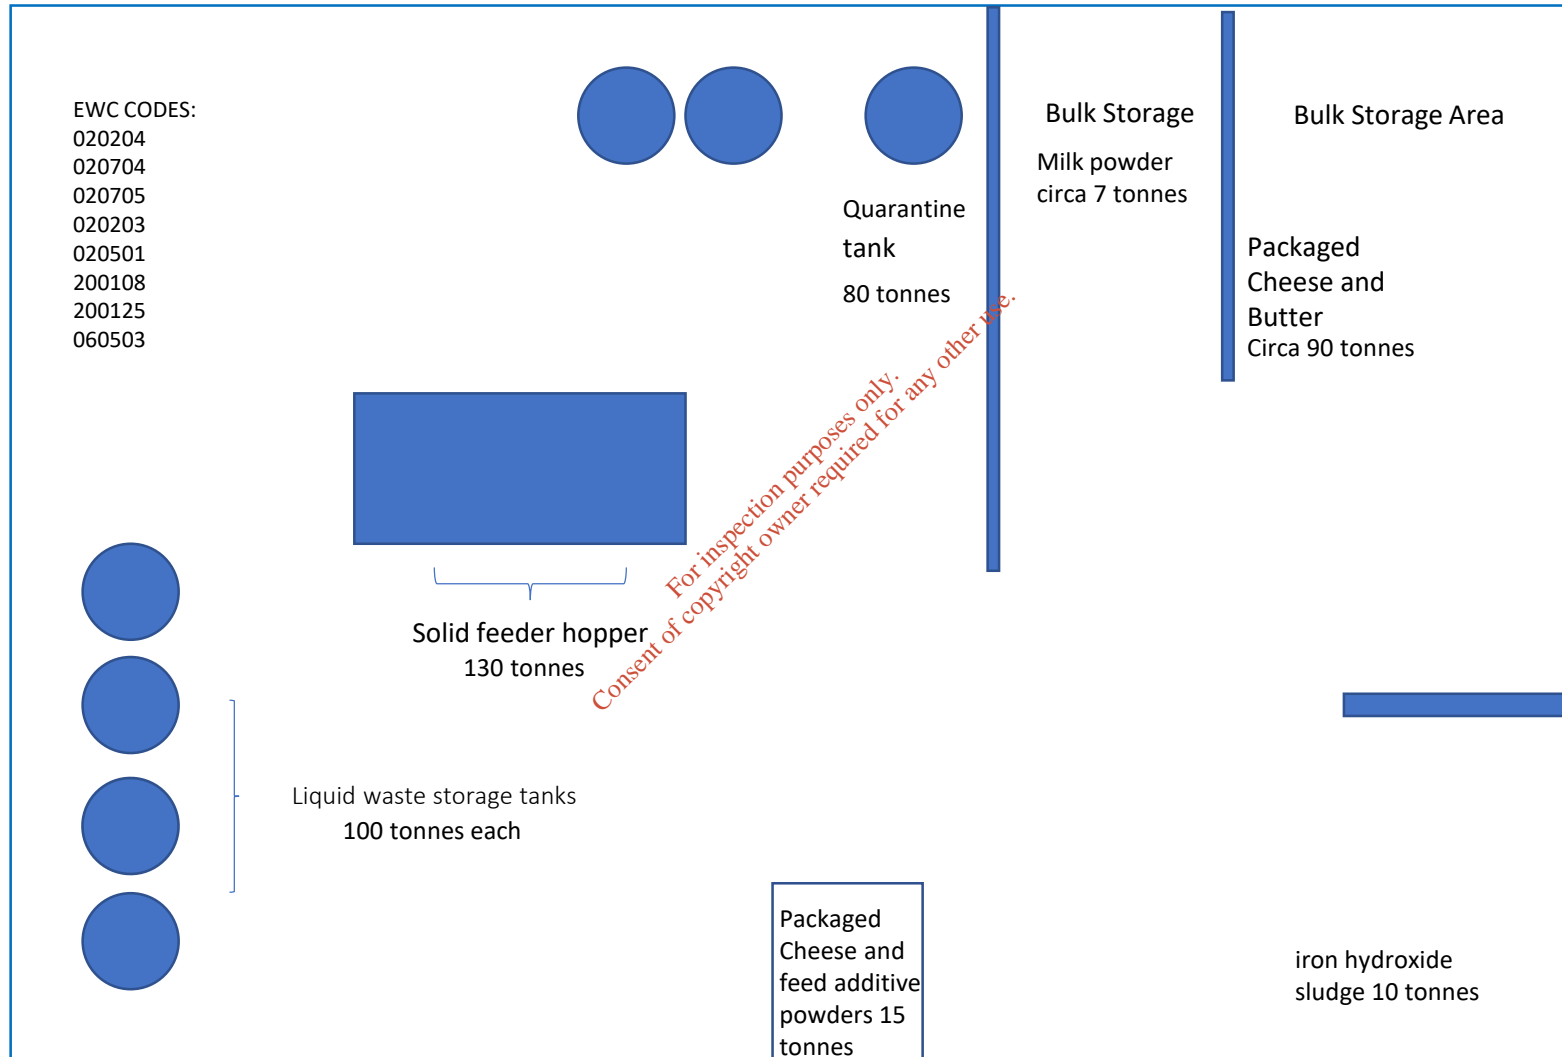 EWC CODES:
020204
020704
020705
020203
020501
200108
200125
060503
Quarantine
tank
80 tonnes
Bulk Storage
Milk powder
circa 7 tonnes
Bulk Storage Area
Packaged
Cheese and
Butter
Circa 90 tonnes
Solid feeder hopper
130 tonnes
For inspection purposes only.
Consent of copyright owner required for any other use.
Liquid waste storage tanks
100 tonnes each
Packaged
Cheese and
feed additive
powders 15
tonnes
iron hydroxide
sludge 10 tonnes